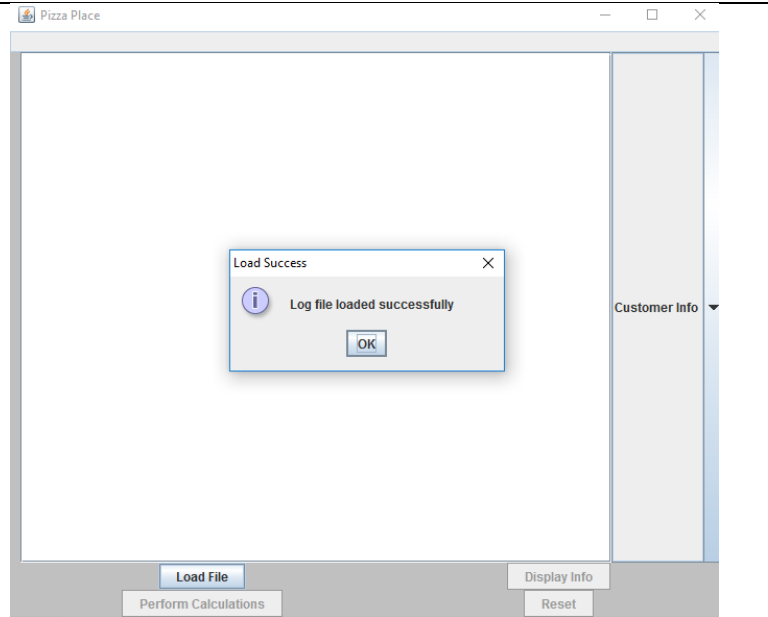 Pizza Place
Load Success
Log file loaded successfully
OK
Customer Info
Load File
Display Info
Perform Calculations
Reset